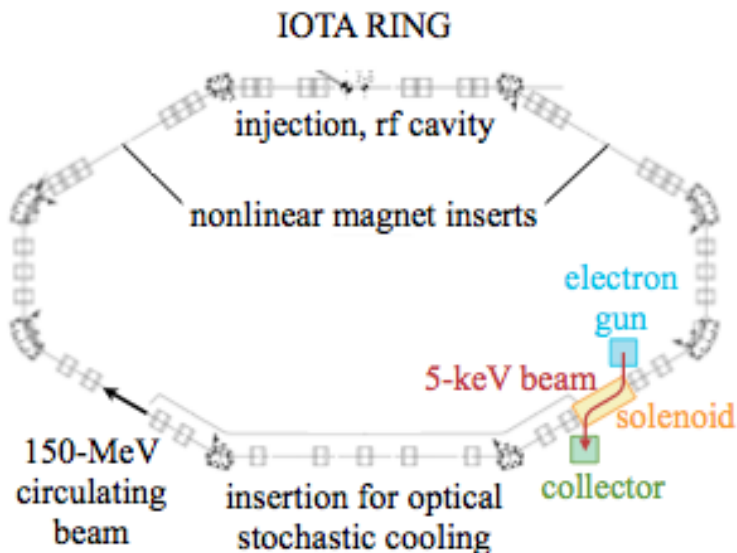 IOTA RING
injection, rf cavity
nonlinear magnet inserts
electron
gun
5-keV beam
solenoid
collector
150-MeV
circulating
beam
insertion for optical
stochastic cooling